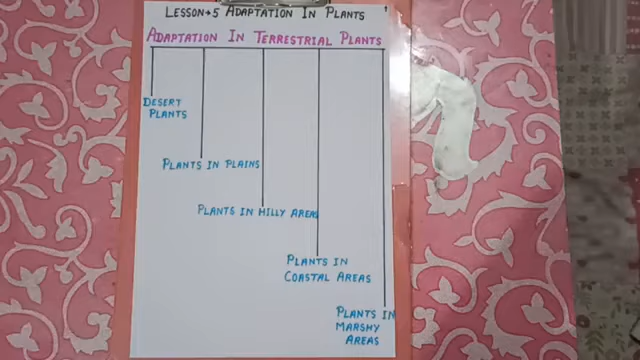 LESSON→5 ADAPTATION IN PLANTS
1
ADAPTATION IN TERRESTRIAL PLANTS
DESERT
PLANTS
PLANTS IN PLAINS
PLANTS IN HILLY AREAS
PLANTS IN
COASTAL AREAS
PLANTS IN
MARSHY
AREAS